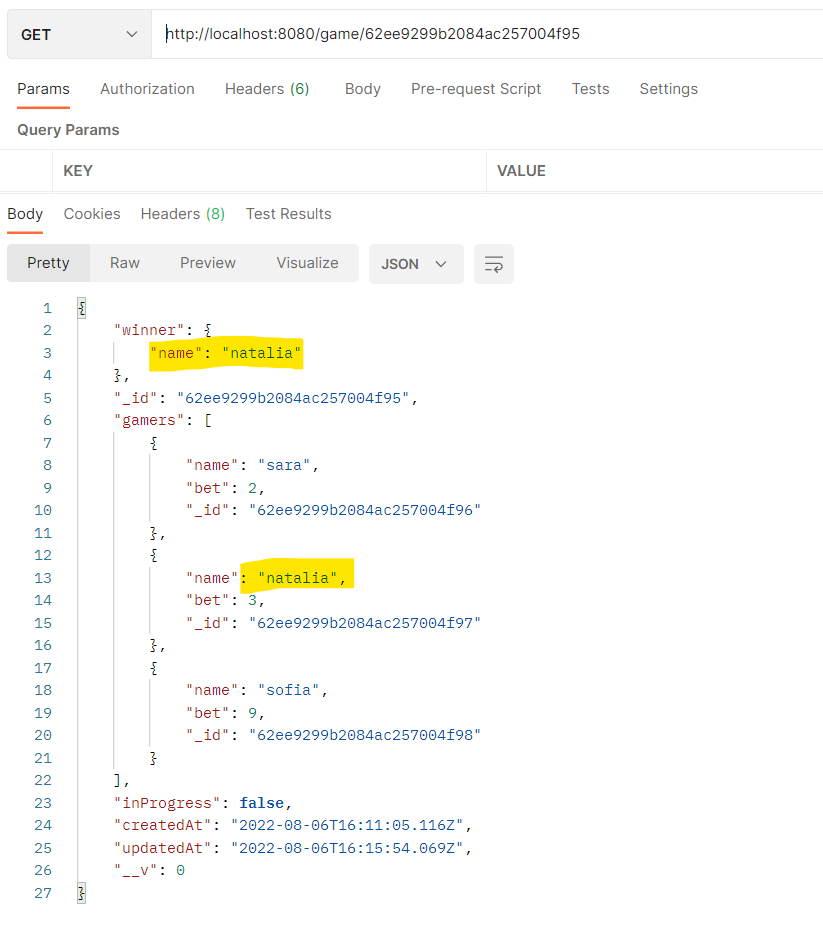 GET http://localhost:8080/game/62ee9299b2084ac257004f95
Params Authorization Headers (6) Body Pre-request Script Tests Settings
Query Params
KEY VALUE
Body Cookies Headers (8) Test Results
Pretty Raw Preview Visualize JSON
1 {
2 "winner": {
3 "name": "natalia"
4 },
5 "_id": "62ee9299b2084ac257004f95",
6 "gamers": [
7 {
8 "name": "sara",
9 "bet": 2,
10 "_id": "62ee9299b2084ac257004f96"
11 },
12 {
13 "name": "natalia",
14 "bet": 3,
15 "_id": "62ee9299b2084ac257004f97"
16 },
17 {
18 "name": "sofia",
19 "bet": 9,
20 "_id": "62ee9299b2084ac257004f98"
21 }
22 ],
23 "inProgress": false,
24 "createdAt": "2022-08-06T16:11:05.116Z",
25 "updatedAt": "2022-08-06T16:15:54.069Z",
26 "__v": 0
27 }